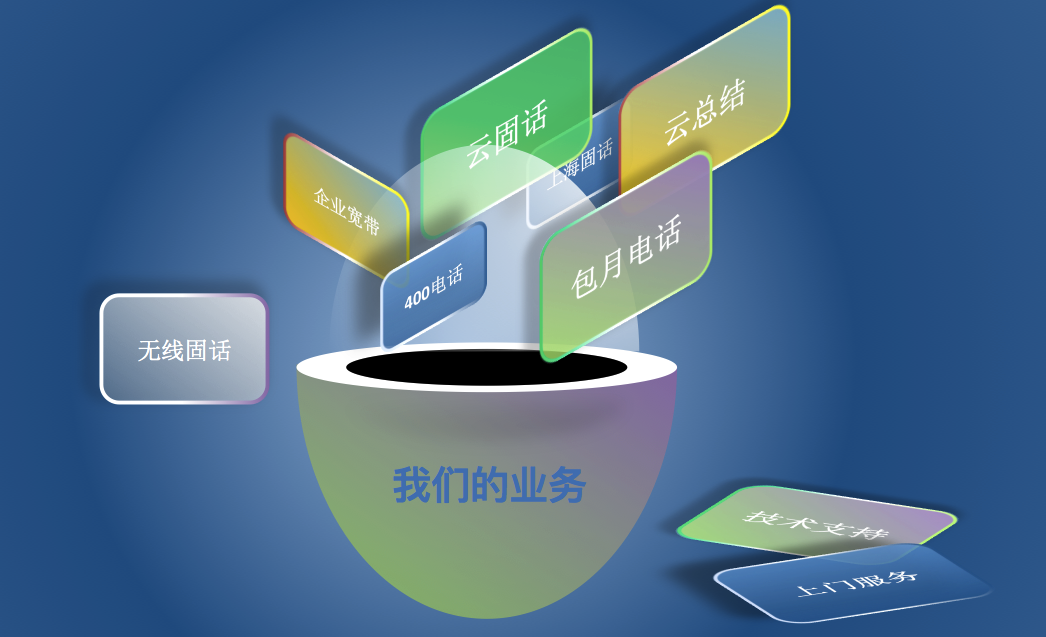 云总结
云固话
上海固话
企业宽带
包月电话
400电话
无线固话
我们的业务
技术支持
上门服务